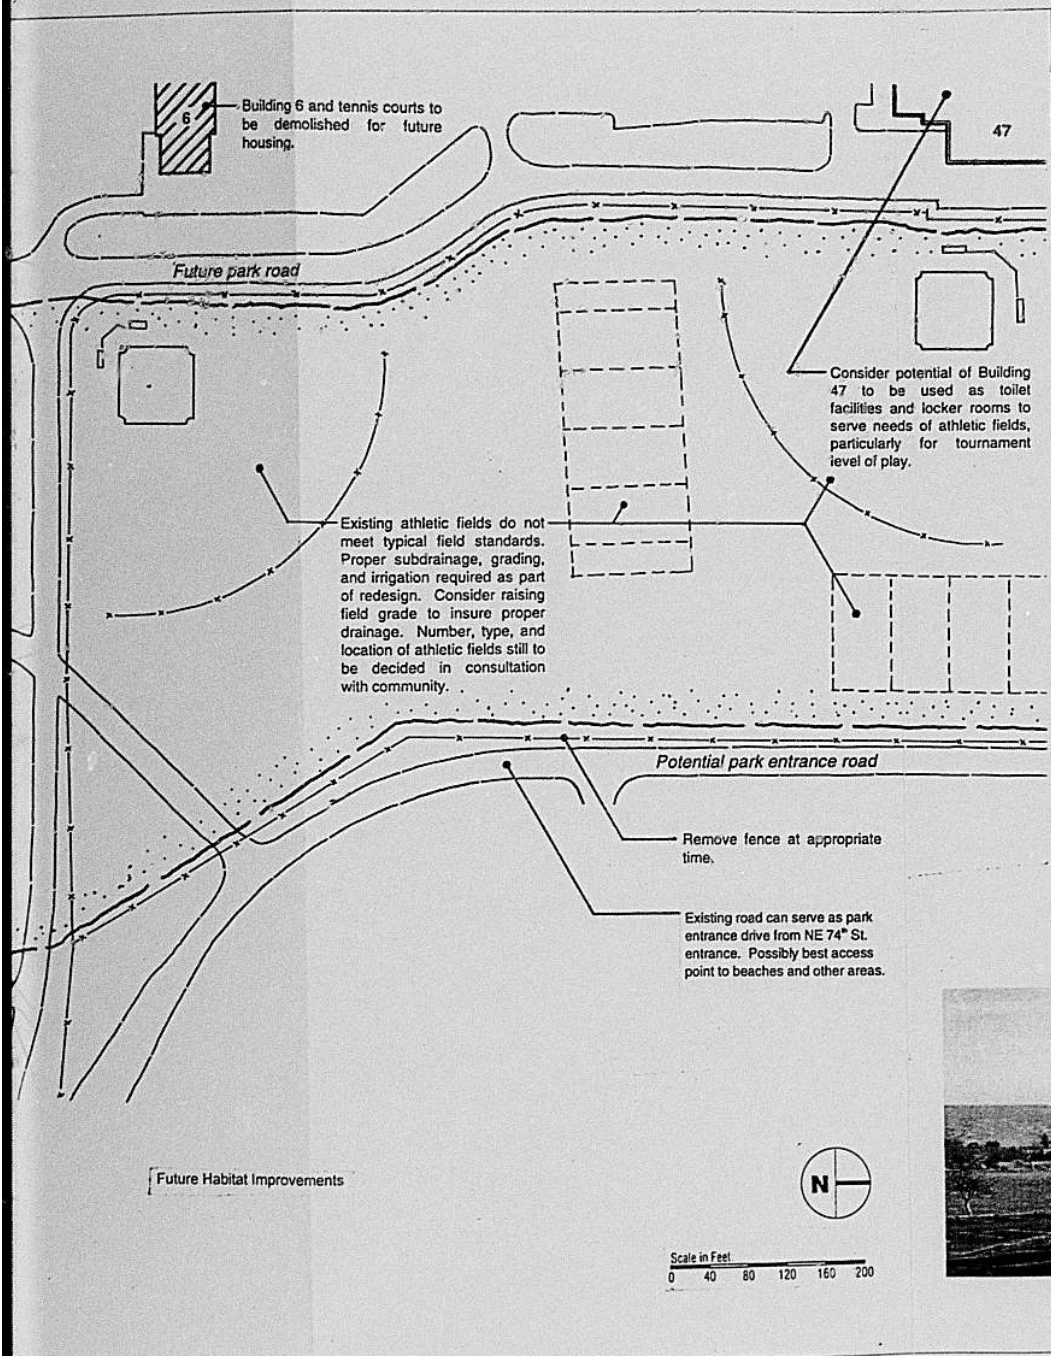 6
Building 6 and tennis courts to
be demolished for future
housing.
47
Future park road
Consider potential of Building
47 to be used as toilet
facilities and locker rooms to
serve needs of athletic fields,
particularly for tournament
level of play.
Existing athletic fields do not
meet typical field standards.
Proper subdrainage, grading,
and irrigation required as part
of redesign. Consider raising
field grade to insure proper
drainage. Number, type, and
location of athletic fields still to
be decided in consultation
with community.
Potential park entrance road
Remove fence at appropriate
time.
Existing road can serve as park
entrance drive from NE 74th St.
entrance. Possibly best access
point to beaches and other areas.
Future Habitat Improvements
N
Scale in Feet
0 40 80 120 160 200